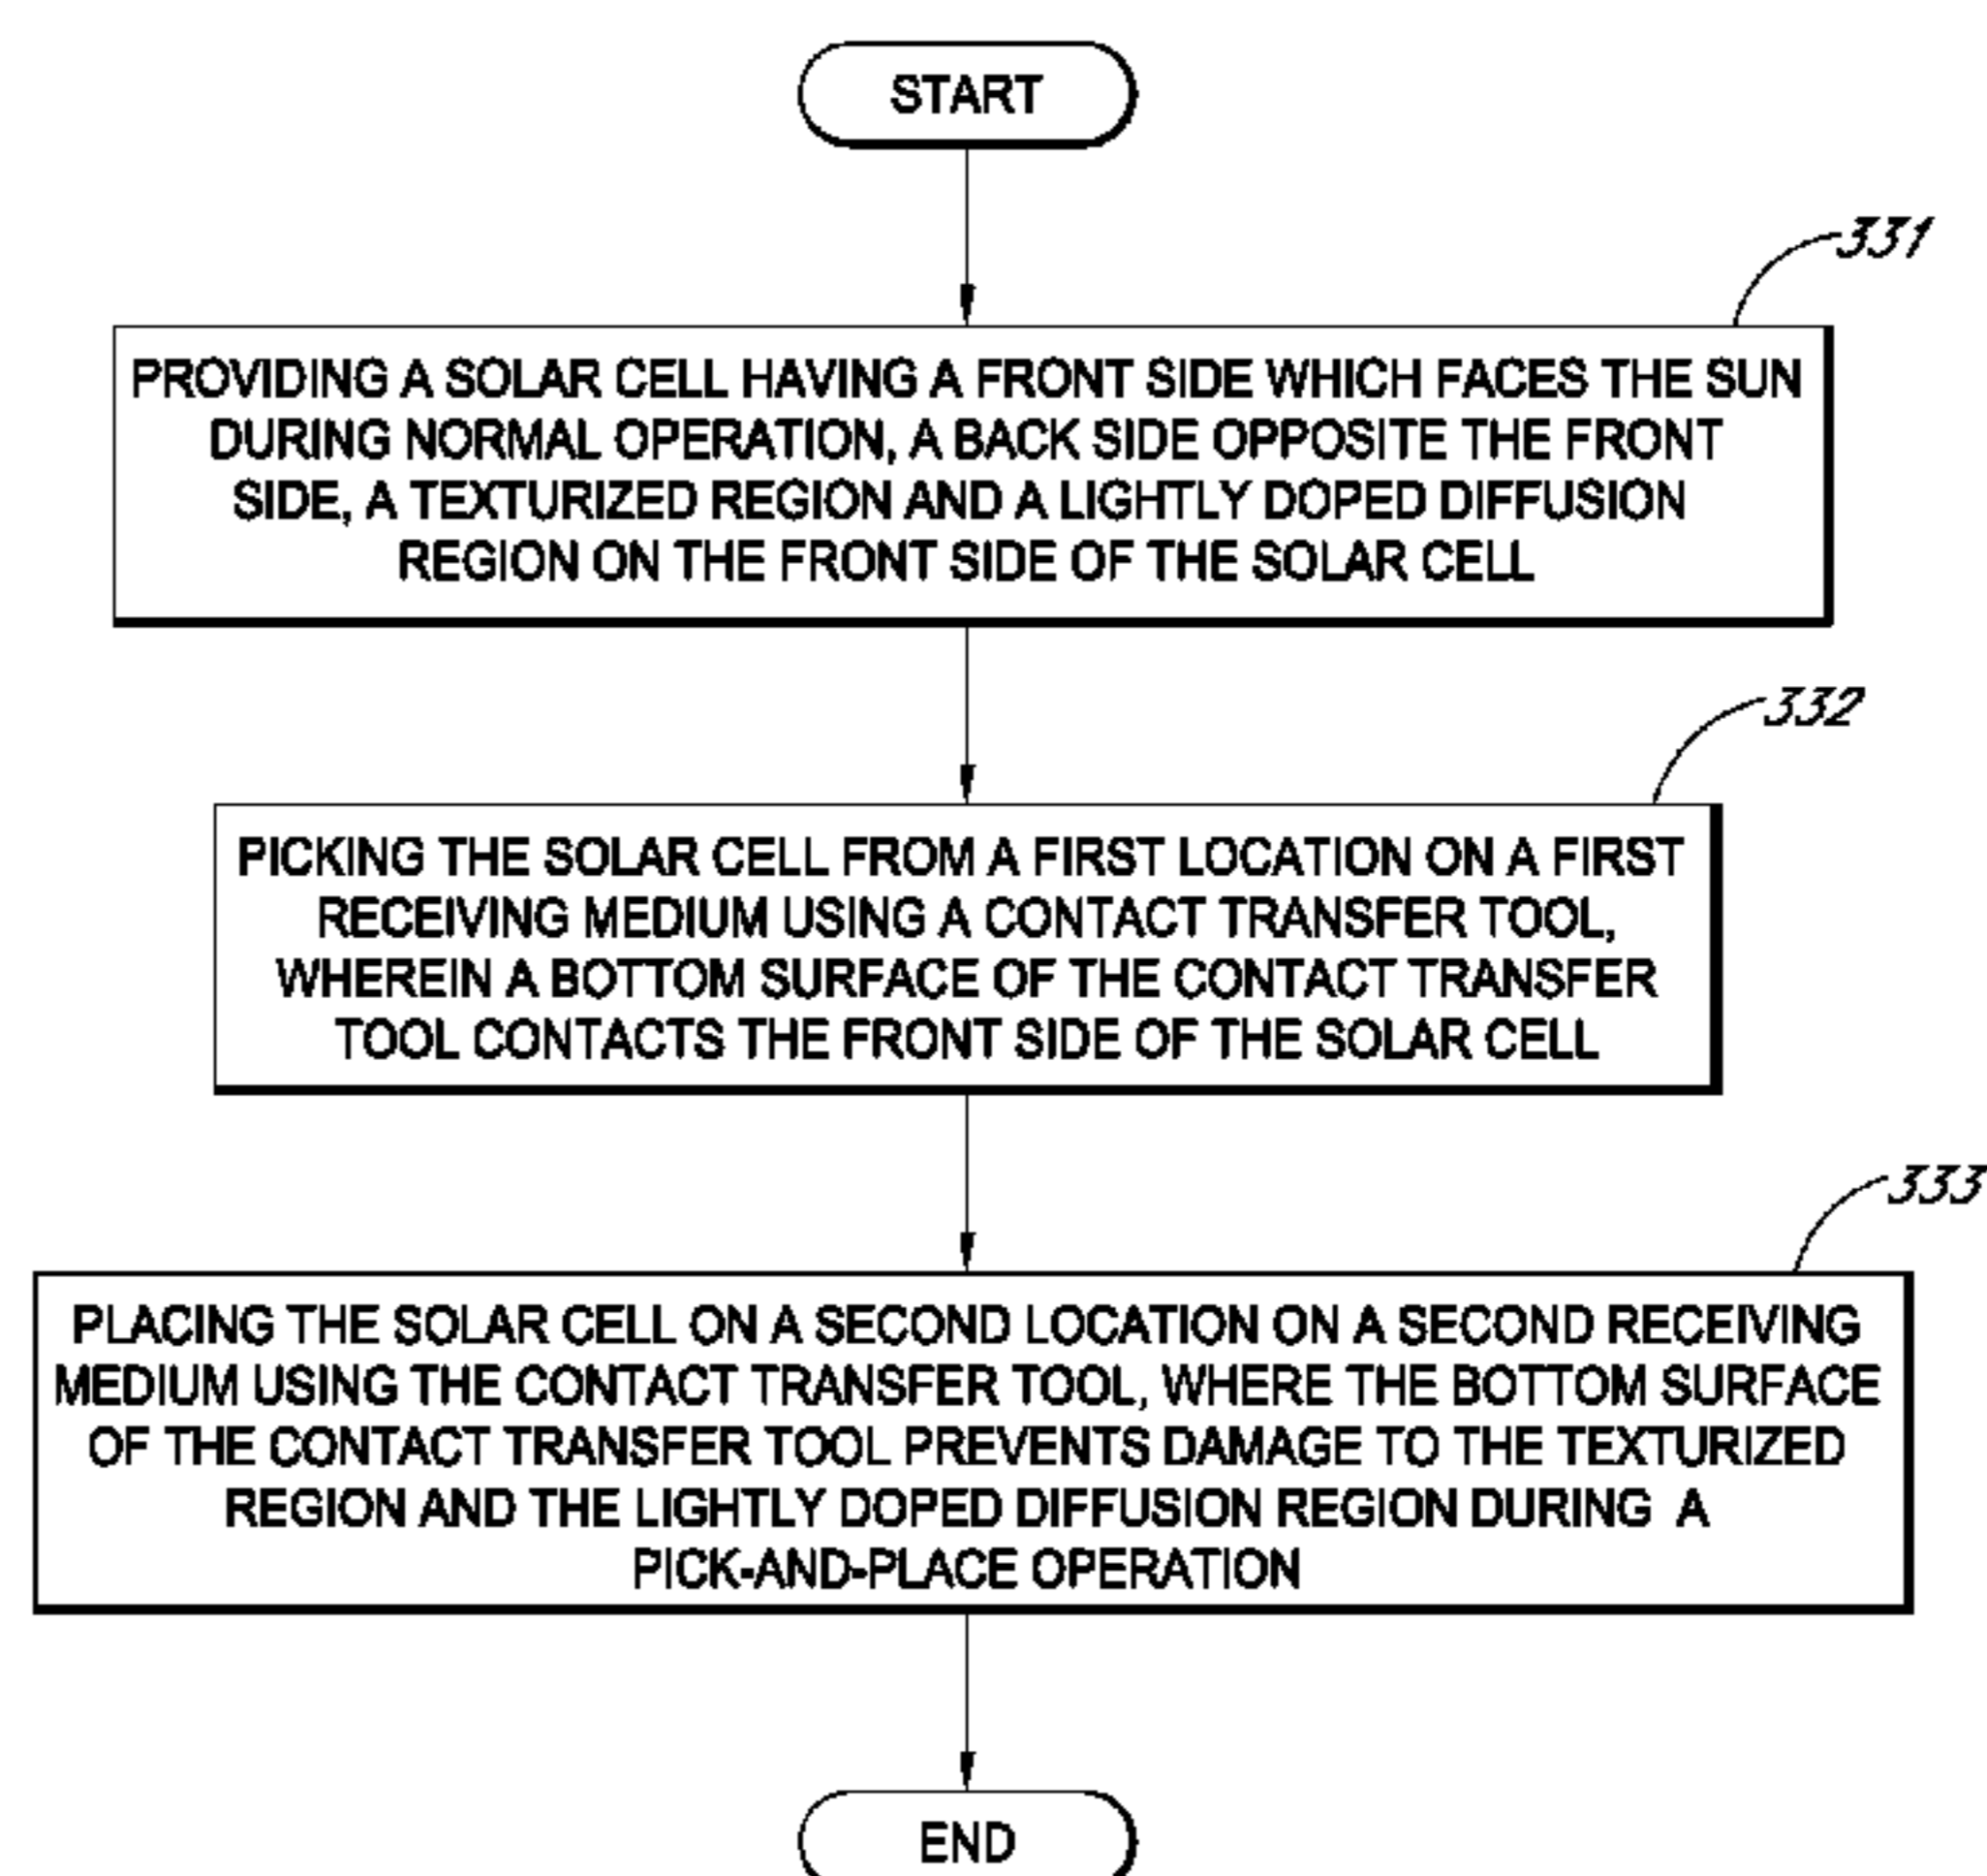 START
331
PROVIDING A SOLAR CELL HAVING A FRONT SIDE WHICH FACES THE SUN
DURING NORMAL OPERATION, A BACK SIDE OPPOSITE THE FRONT
SIDE, A TEXTURIZED REGION AND A LIGHTLY DOPED DIFFUSION
REGION ON THE FRONT SIDE OF THE SOLAR CELL
332
PICKING THE SOLAR CELL FROM A FIRST LOCATION ON A FIRST
RECEIVING MEDIUM USING A CONTACT TRANSFER TOOL,
WHEREIN A BOTTOM SURFACE OF THE CONTACT TRANSFER
TOOL CONTACTS THE FRONT SIDE OF THE SOLAR CELL
333
PLACING THE SOLAR CELL ON A SECOND LOCATION ON A SECOND RECEIVING
MEDIUM USING THE CONTACT TRANSFER TOOL, WHERE THE BOTTOM SURFACE
OF THE CONTACT TRANSFER TOOL PREVENTS DAMAGE TO THE TEXTURIZED
REGION AND THE LIGHTLY DOPED DIFFUSION REGION DURING A
PICK-AND-PLACE OPERATION
END